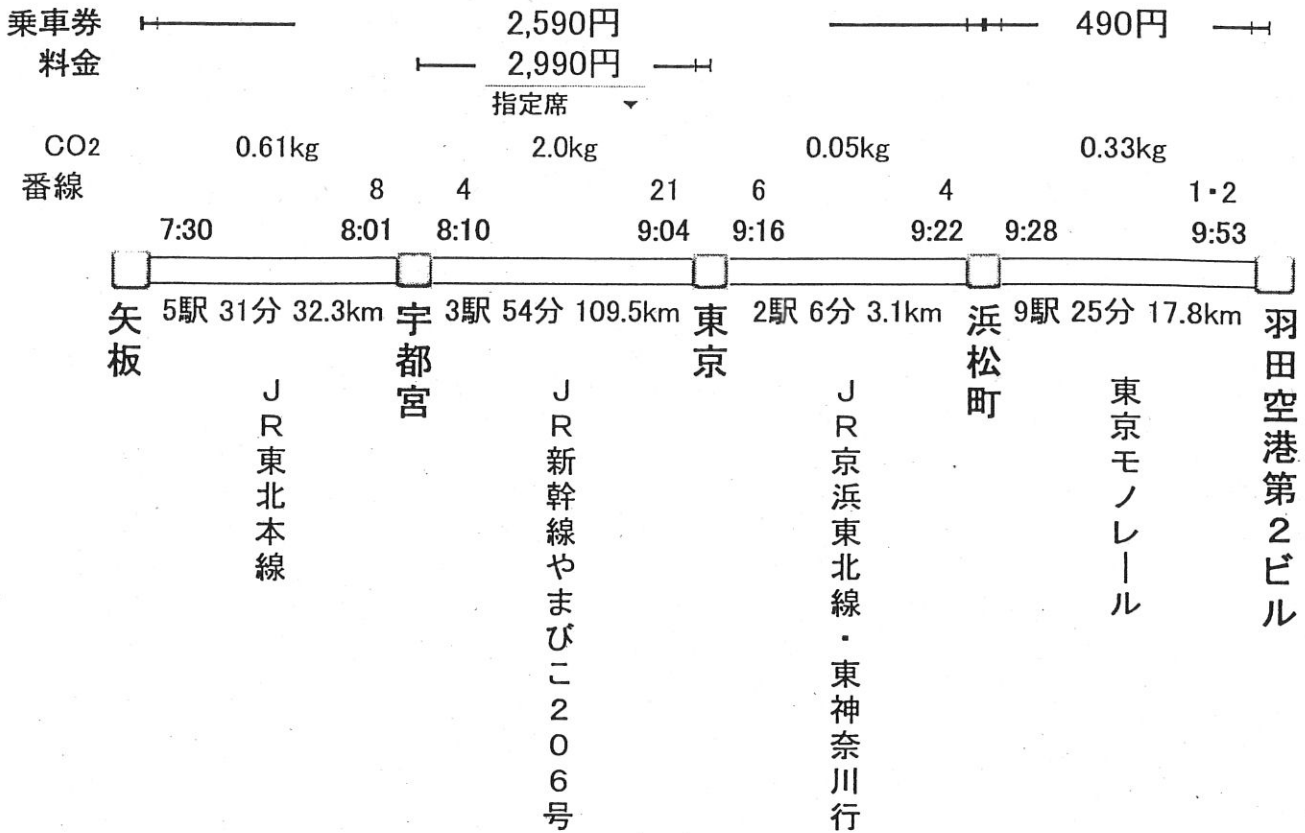 乗車券 2,590円 490円
料金 2,990円
指定席
CO2 0.61kg 2.0kg 0.05kg 0.33kg
番線 8 4 21 6 4 1・2
7:30 8:01 8:10 9:04 9:16 9:22 9:28 9:53
5駅 31分 32.3km 3駅 54分 109.5km 2駅 6分 3.1km 9駅 25分 17.8km
矢板
宇都宮
東京
浜松町
羽田空港第2ビル
JR東北本線
JR新幹線やまびこ206号
JR京浜東北線・東神奈川行
東京モノレール